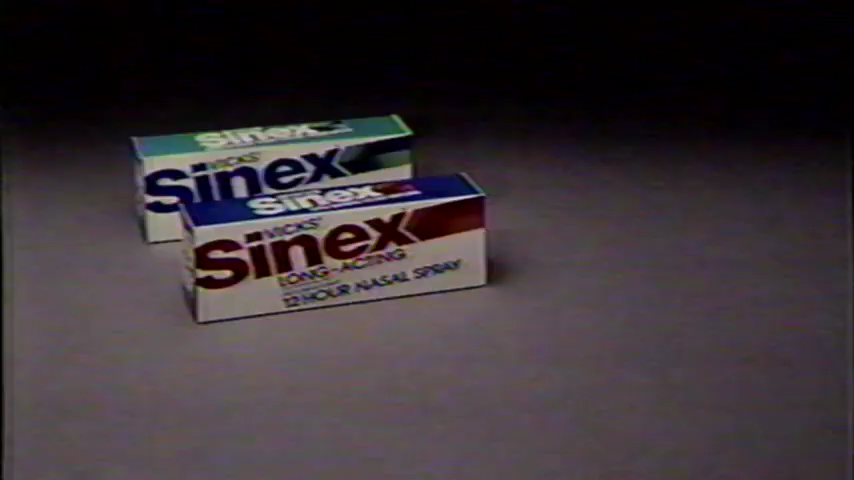 Sinex
VICKS
Sinex
Sinex
VICKS
Sinex
LONG-ACTING
12 HOUR NASAL SPRAY